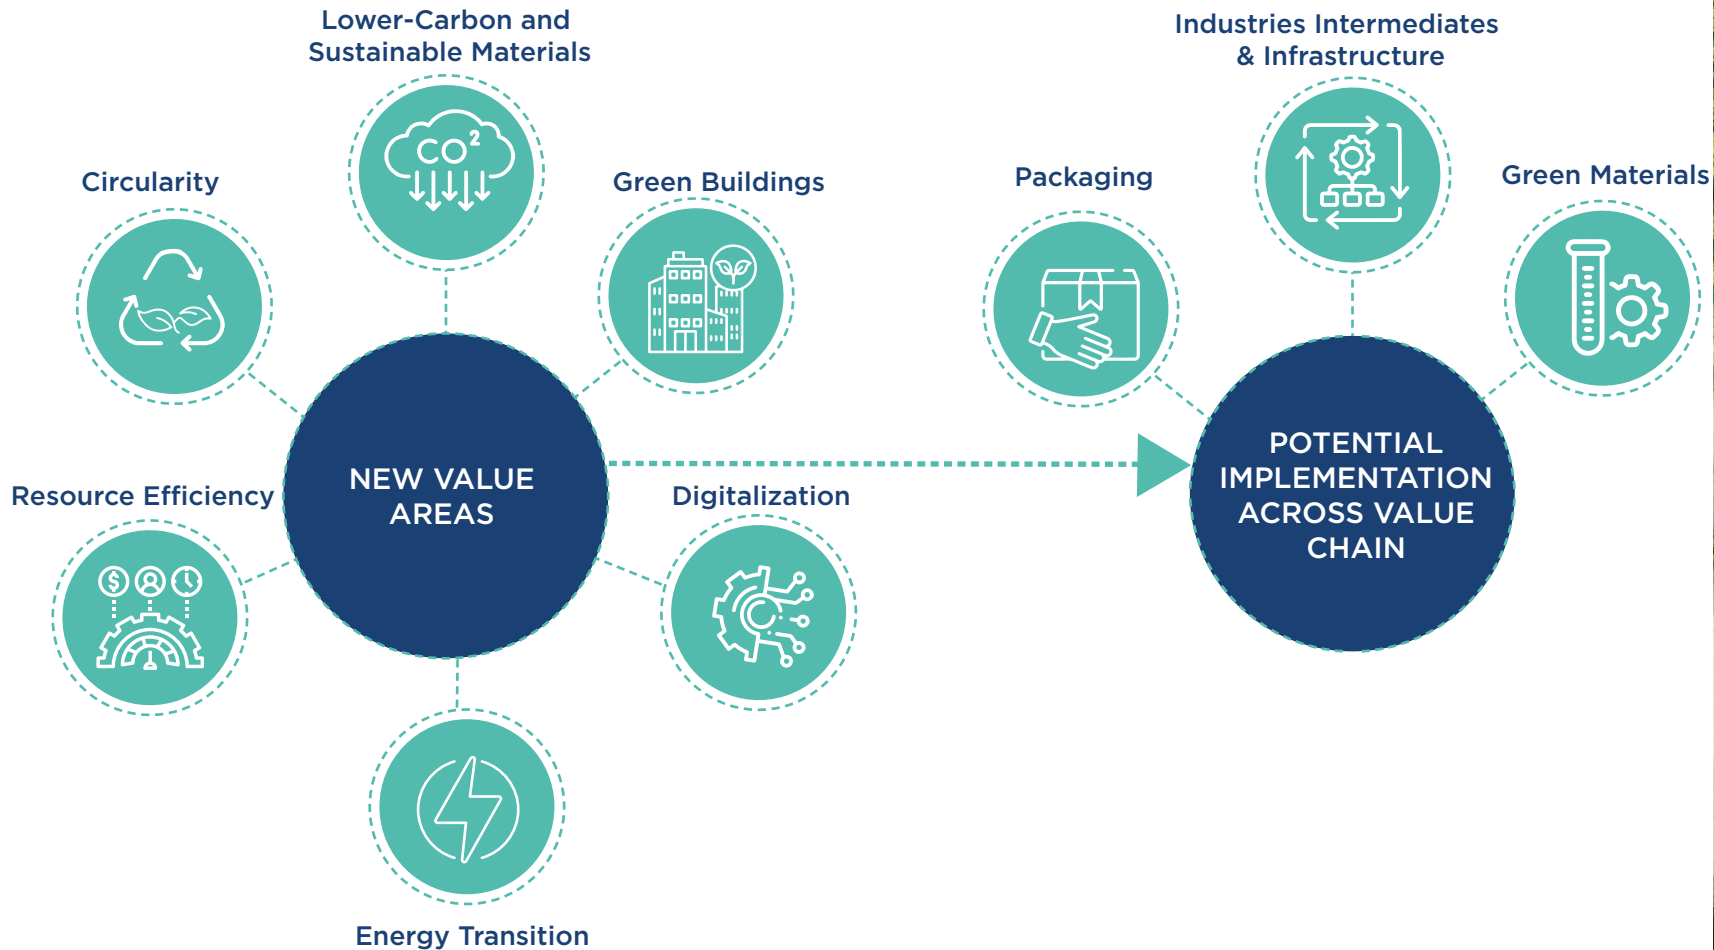 Lower-Carbon and
Sustainable Materials
Circularity
CO²
Green Buildings
Resource Efficiency
$
NEW VALUE
AREAS
Digitalization
Energy Transition
Industries Intermediates
& Infrastructure
Packaging
Green Materials
POTENTIAL
IMPLEMENTATION
ACROSS VALUE
CHAIN